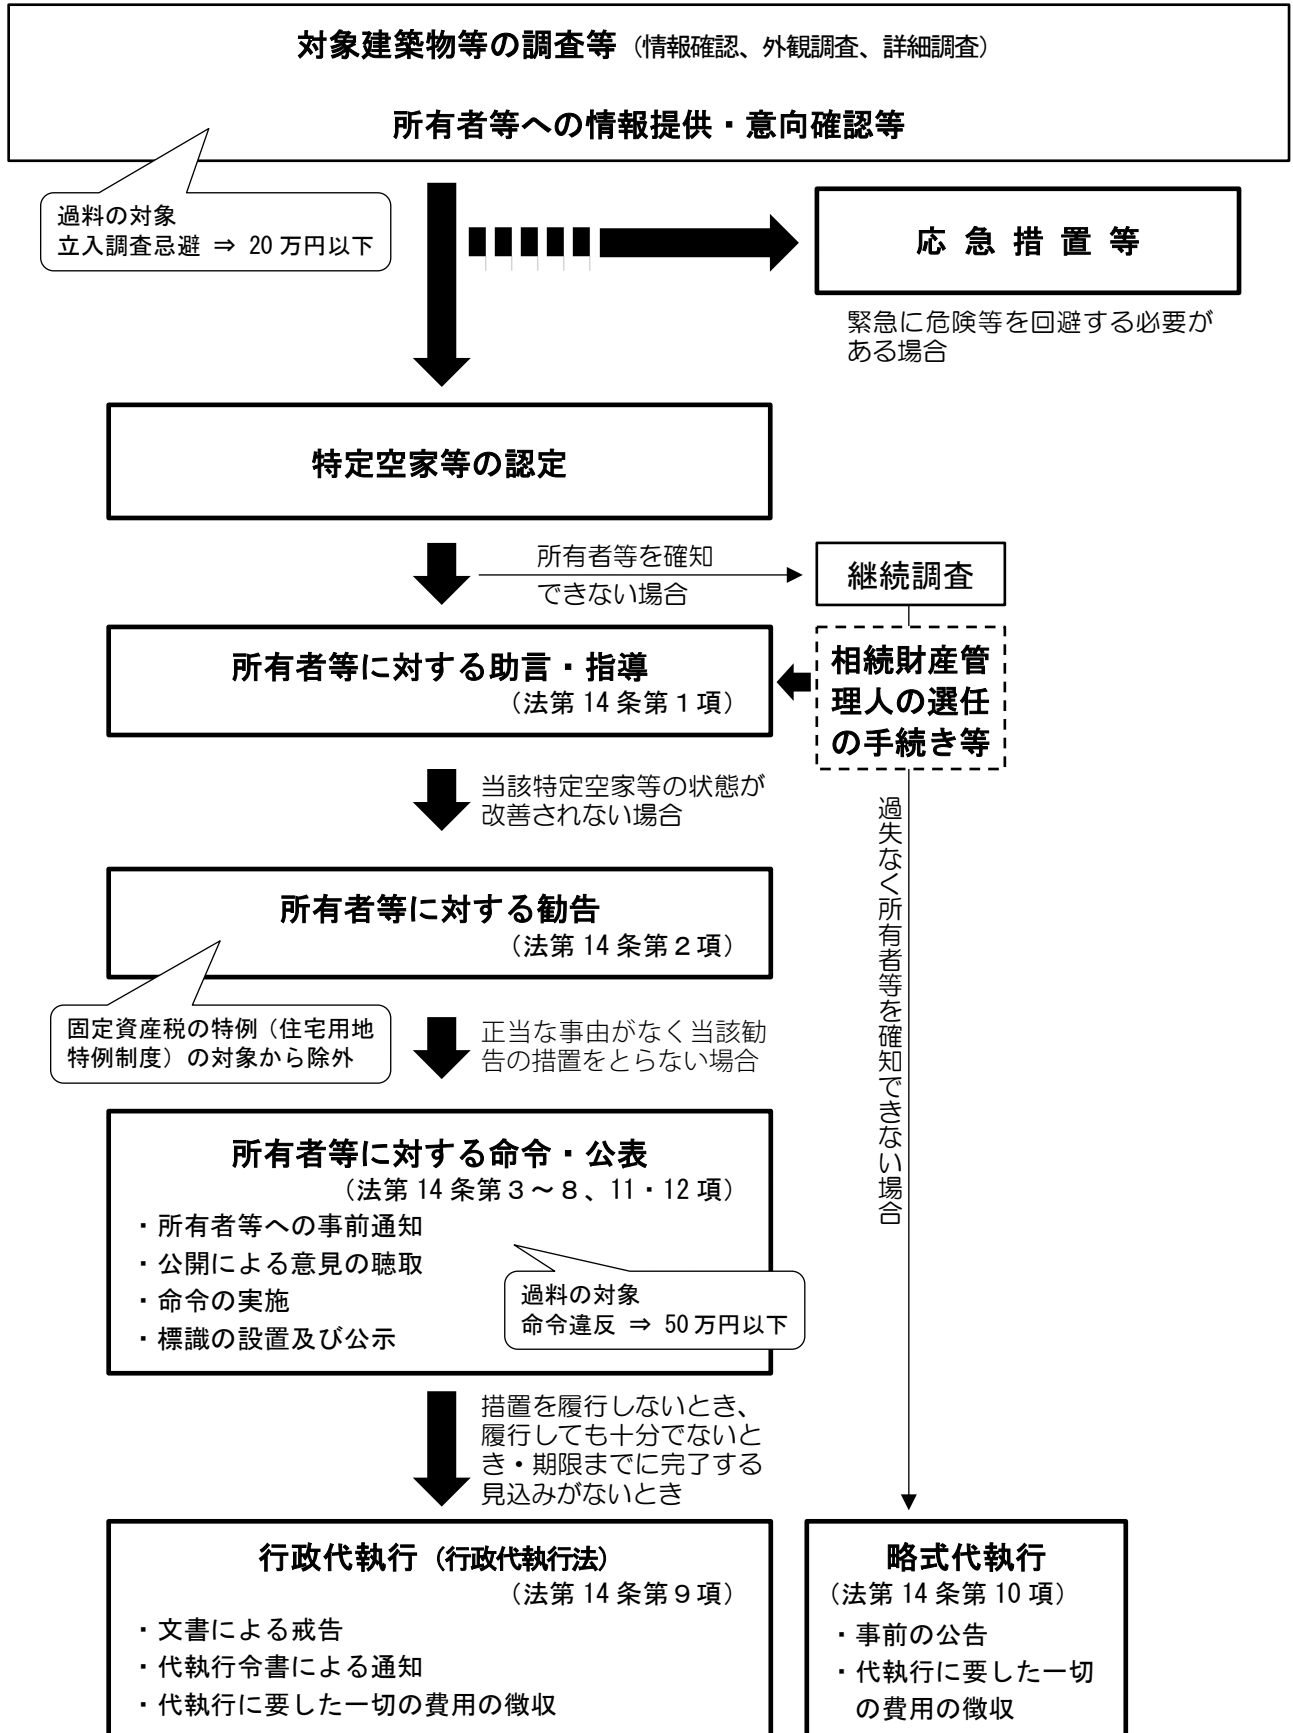 対象建築物等の調査等（情報確認、外観調査、詳細調査）
所有者等への情報提供・意向確認等
過料の対象
立入調査忌避 ⇒ 20万円以下
応急措置等
緊急に危険等を回避する必要が
ある場合
特定空家等の認定
所有者等を確知
できない場合
継続調査
所有者等に対する助言・指導
（法第14条第１項）
相続財産管
理人の選任
の手続き等
当該特定空家等の状態が
改善されない場合
過失なく所有者等を確知できない場合
所有者等に対する勧告
（法第14条第２項）
固定資産税の特例（住宅用地
特例制度）の対象から除外
正当な事由がなく当該勧
告の措置をとらない場合
所有者等に対する命令・公表
（法第14条第３～８、11・12項）
・所有者等への事前通知
・公開による意見の聴取
・命令の実施
・標識の設置及び公示
過料の対象
命令違反 ⇒ 50万円以下
措置を履行しないとき、
履行しても十分でないと
き・期限までに完了する
見込みがないとき
行政代執行（行政代執行法）
（法第14条第９項）
・文書による戒告
・代執行令書による通知
・代執行に要した一切の費用の徴収
略式代執行
（法第14条第10項）
・事前の公告
・代執行に要した一切
の費用の徴収